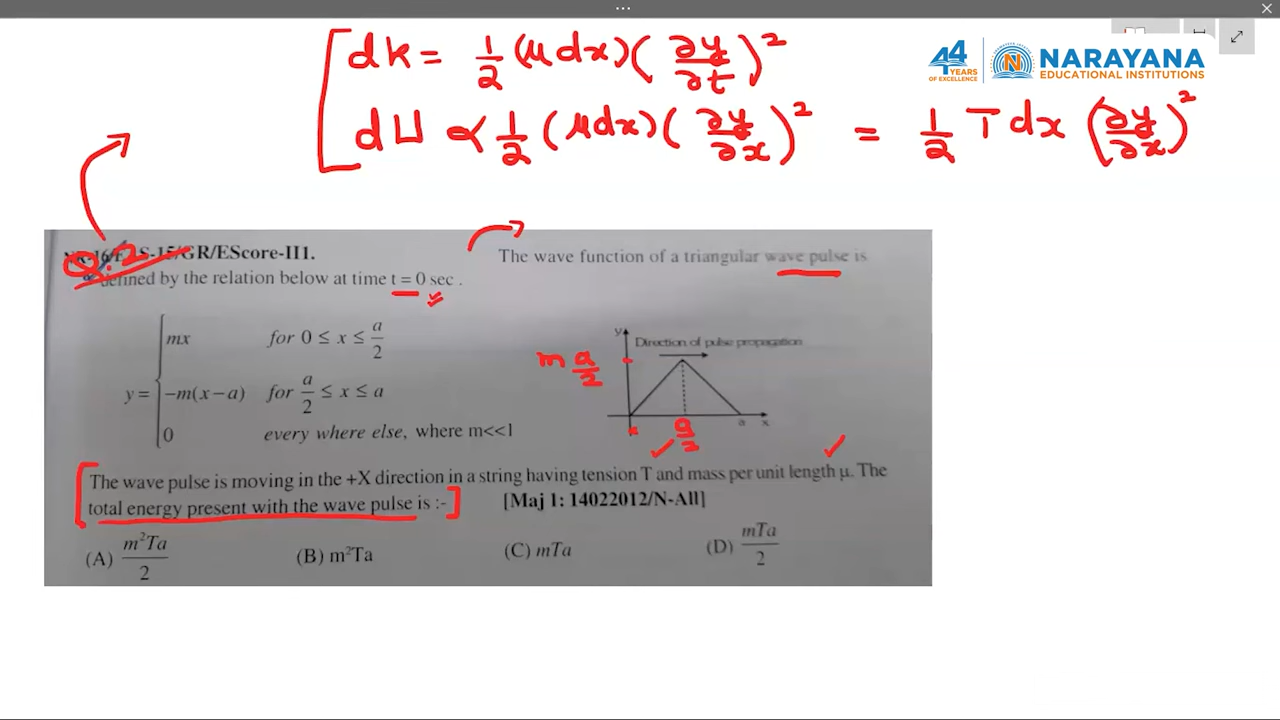 dK = 1/2 (μdx)(∂y/∂t)²
44 YEARS OF EXCELLENCE
NARAYANA
EDUCATIONAL INSTITUTIONS
dU ∝ 1/2 (μdx)(∂y/∂x)² = 1/2 T dx (∂y/∂x)²
Q.2 S-15/GR/EScore-III1. The wave function of a triangular wave pulse is
defined by the relation below at time t = 0 sec .
y = { mx for 0 ≤ x ≤ a/2
-m(x-a) for a/2 ≤ x ≤ a
0 every where else, where m<<1
y
Direction of pulse propagation
m a/2
a/2
a x
The wave pulse is moving in the +X direction in a string having tension T and mass per unit length μ. The
total energy present with the wave pulse is :- [Maj 1: 14022012/N-All]
(A) m²Ta/2 (B) m²Ta (C) mTa (D) mTa/2